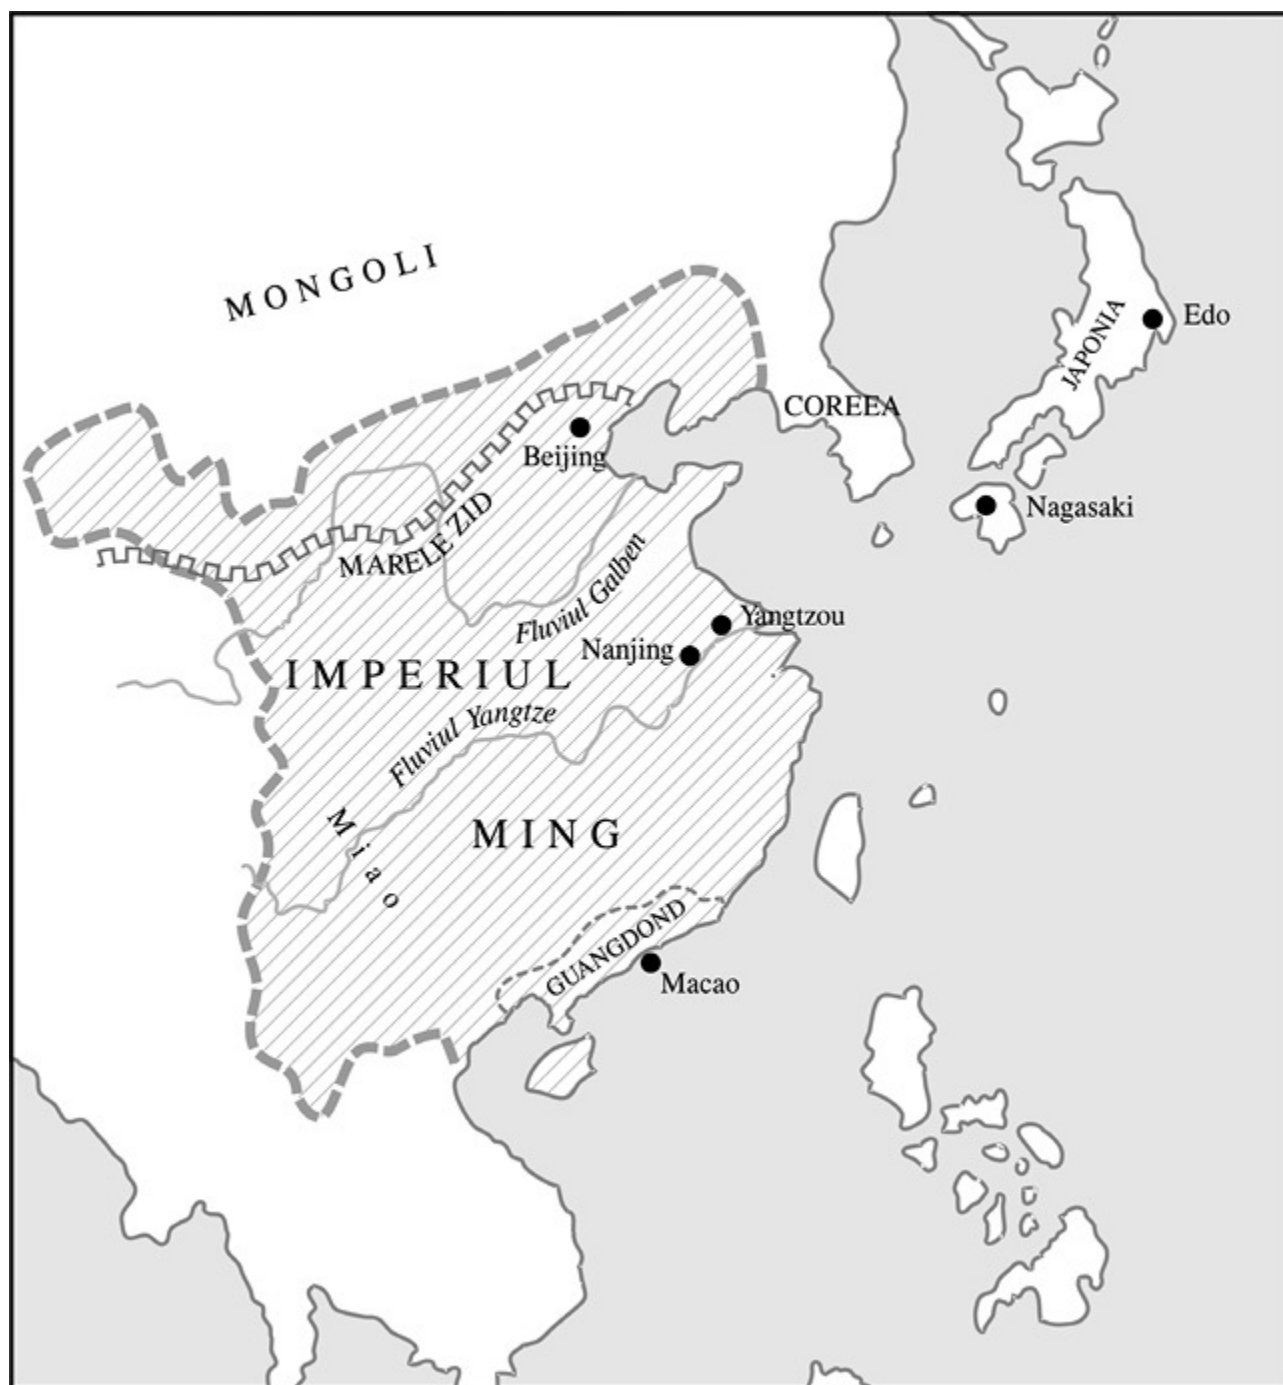 MONGOLI
Edo
JAPONIA
COREEA
Beijing
MARELE ZID
Nagasaki
Fluviul Galben
Yangtzou
Nanjing
IMPERIUL
Fluviul Yangtze
Miao
MING
GUANGDOND
Macao